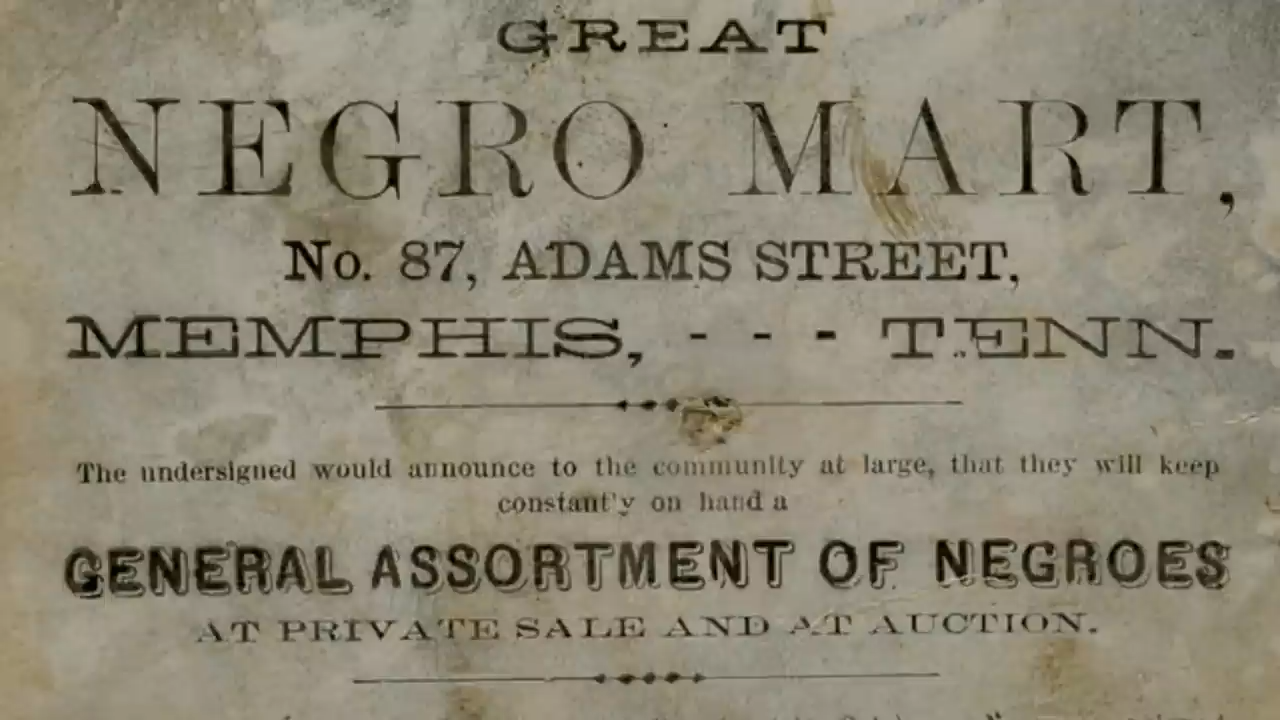 GREAT
NEGRO MART,
No. 87, ADAMS STREET,
MEMPHIS, - - - TENN.
The undersigned would announce to the community at large, that they will keep
constant'y on hand a
GENERAL ASSORTMENT OF NEGROES
AT PRIVATE SALE AND AT AUCTION.